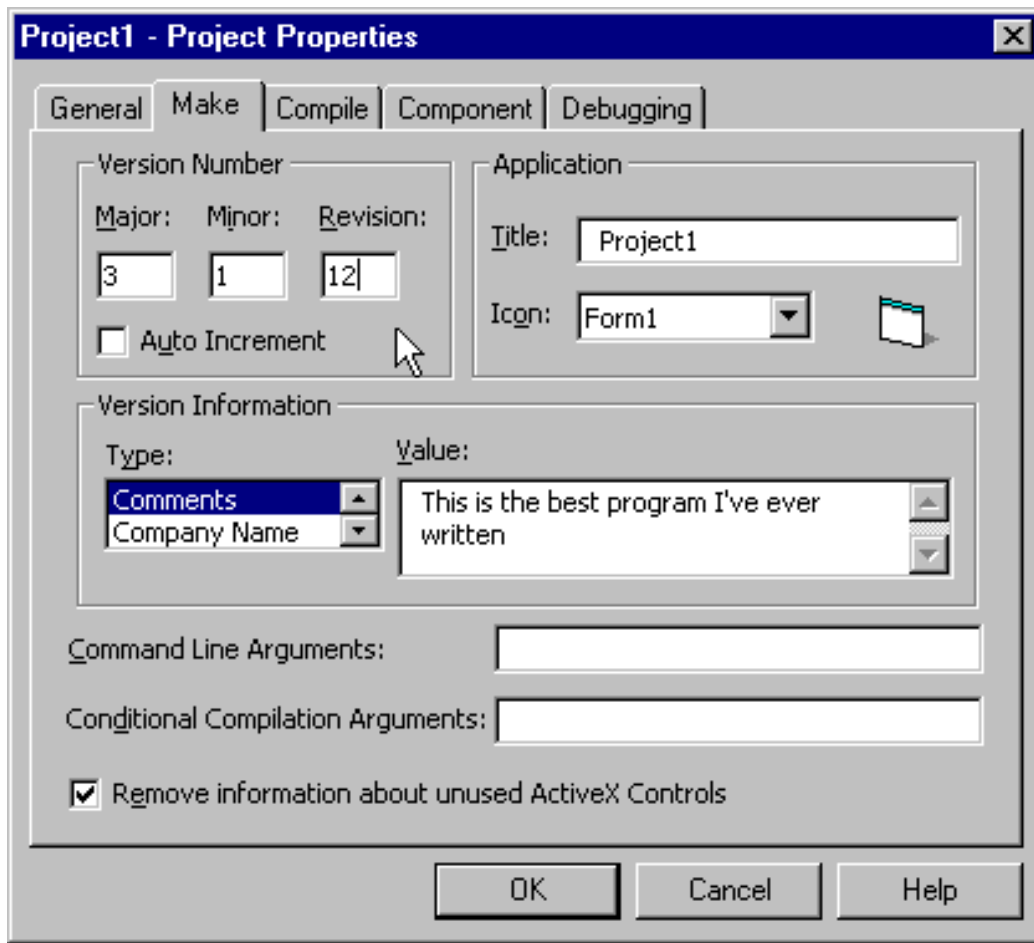 Project1 - Project Properties
General Make Compile Component Debugging
Version Number
Major: Minor: Revision:
3 1 12
Auto Increment
Application
Title: Project1
Icon: Form1
Version Information
Type:
Comments
Company Name
Value:
This is the best program I've ever
written
Command Line Arguments:
Conditional Compilation Arguments:
Remove information about unused ActiveX Controls
OK Cancel Help